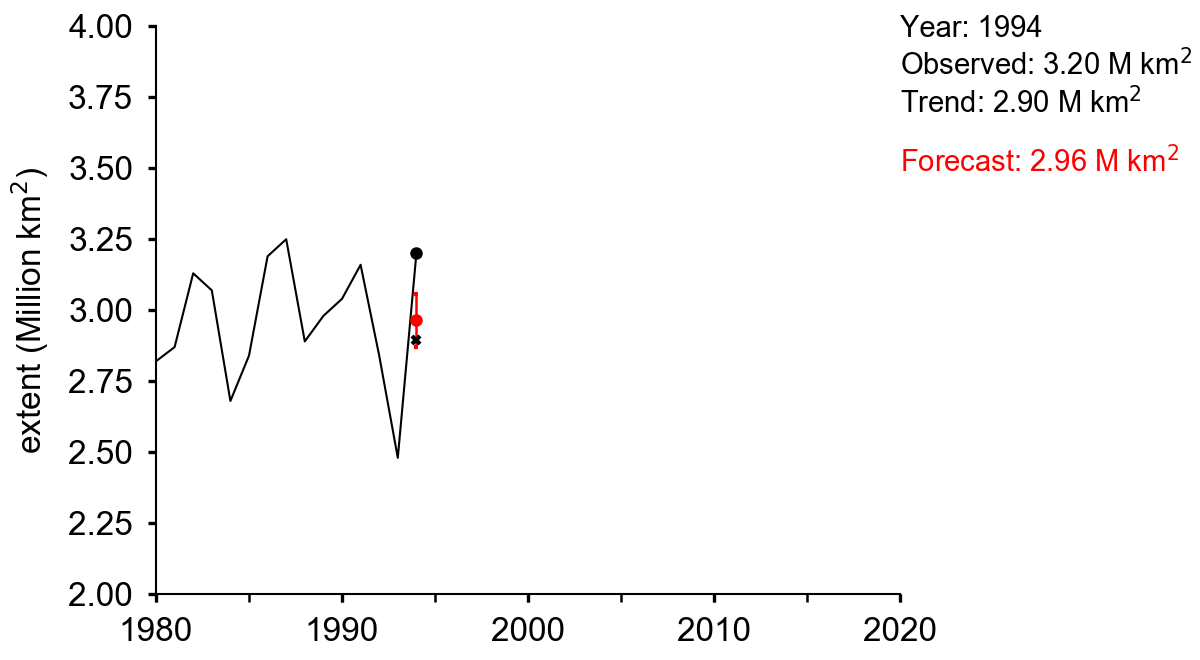 4.00
3.75
3.50
3.25
3.00
2.75
2.50
2.25
2.00
extent (Million km²)
1980
1990
2000
2010
2020
Year: 1994
Observed: 3.20 M km²
Trend: 2.90 M km²
Forecast: 2.96 M km²